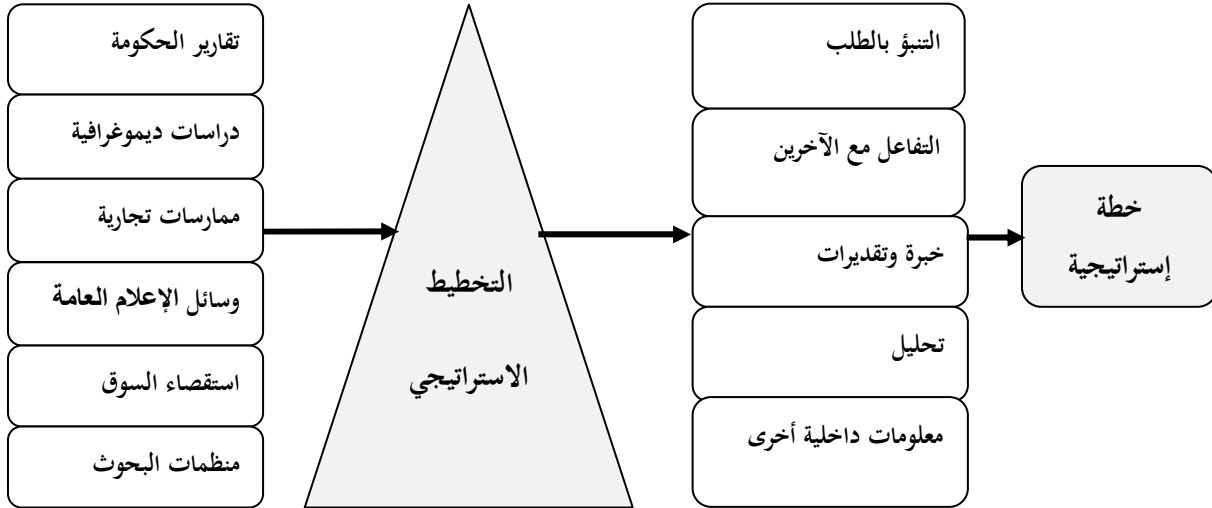 تقارير الحكومة
دراسات ديموغرافية
ممارسات تجارية
وسائل الإعلام العامة
استقصاء السوق
منظمات البحوث
التخطيط
الاستراتيجي
التنبؤ بالطلب
التفاعل مع الآخرين
خبرة وتقديرات
تحليل
معلومات داخلية أخرى
خطة
إستراتيجية